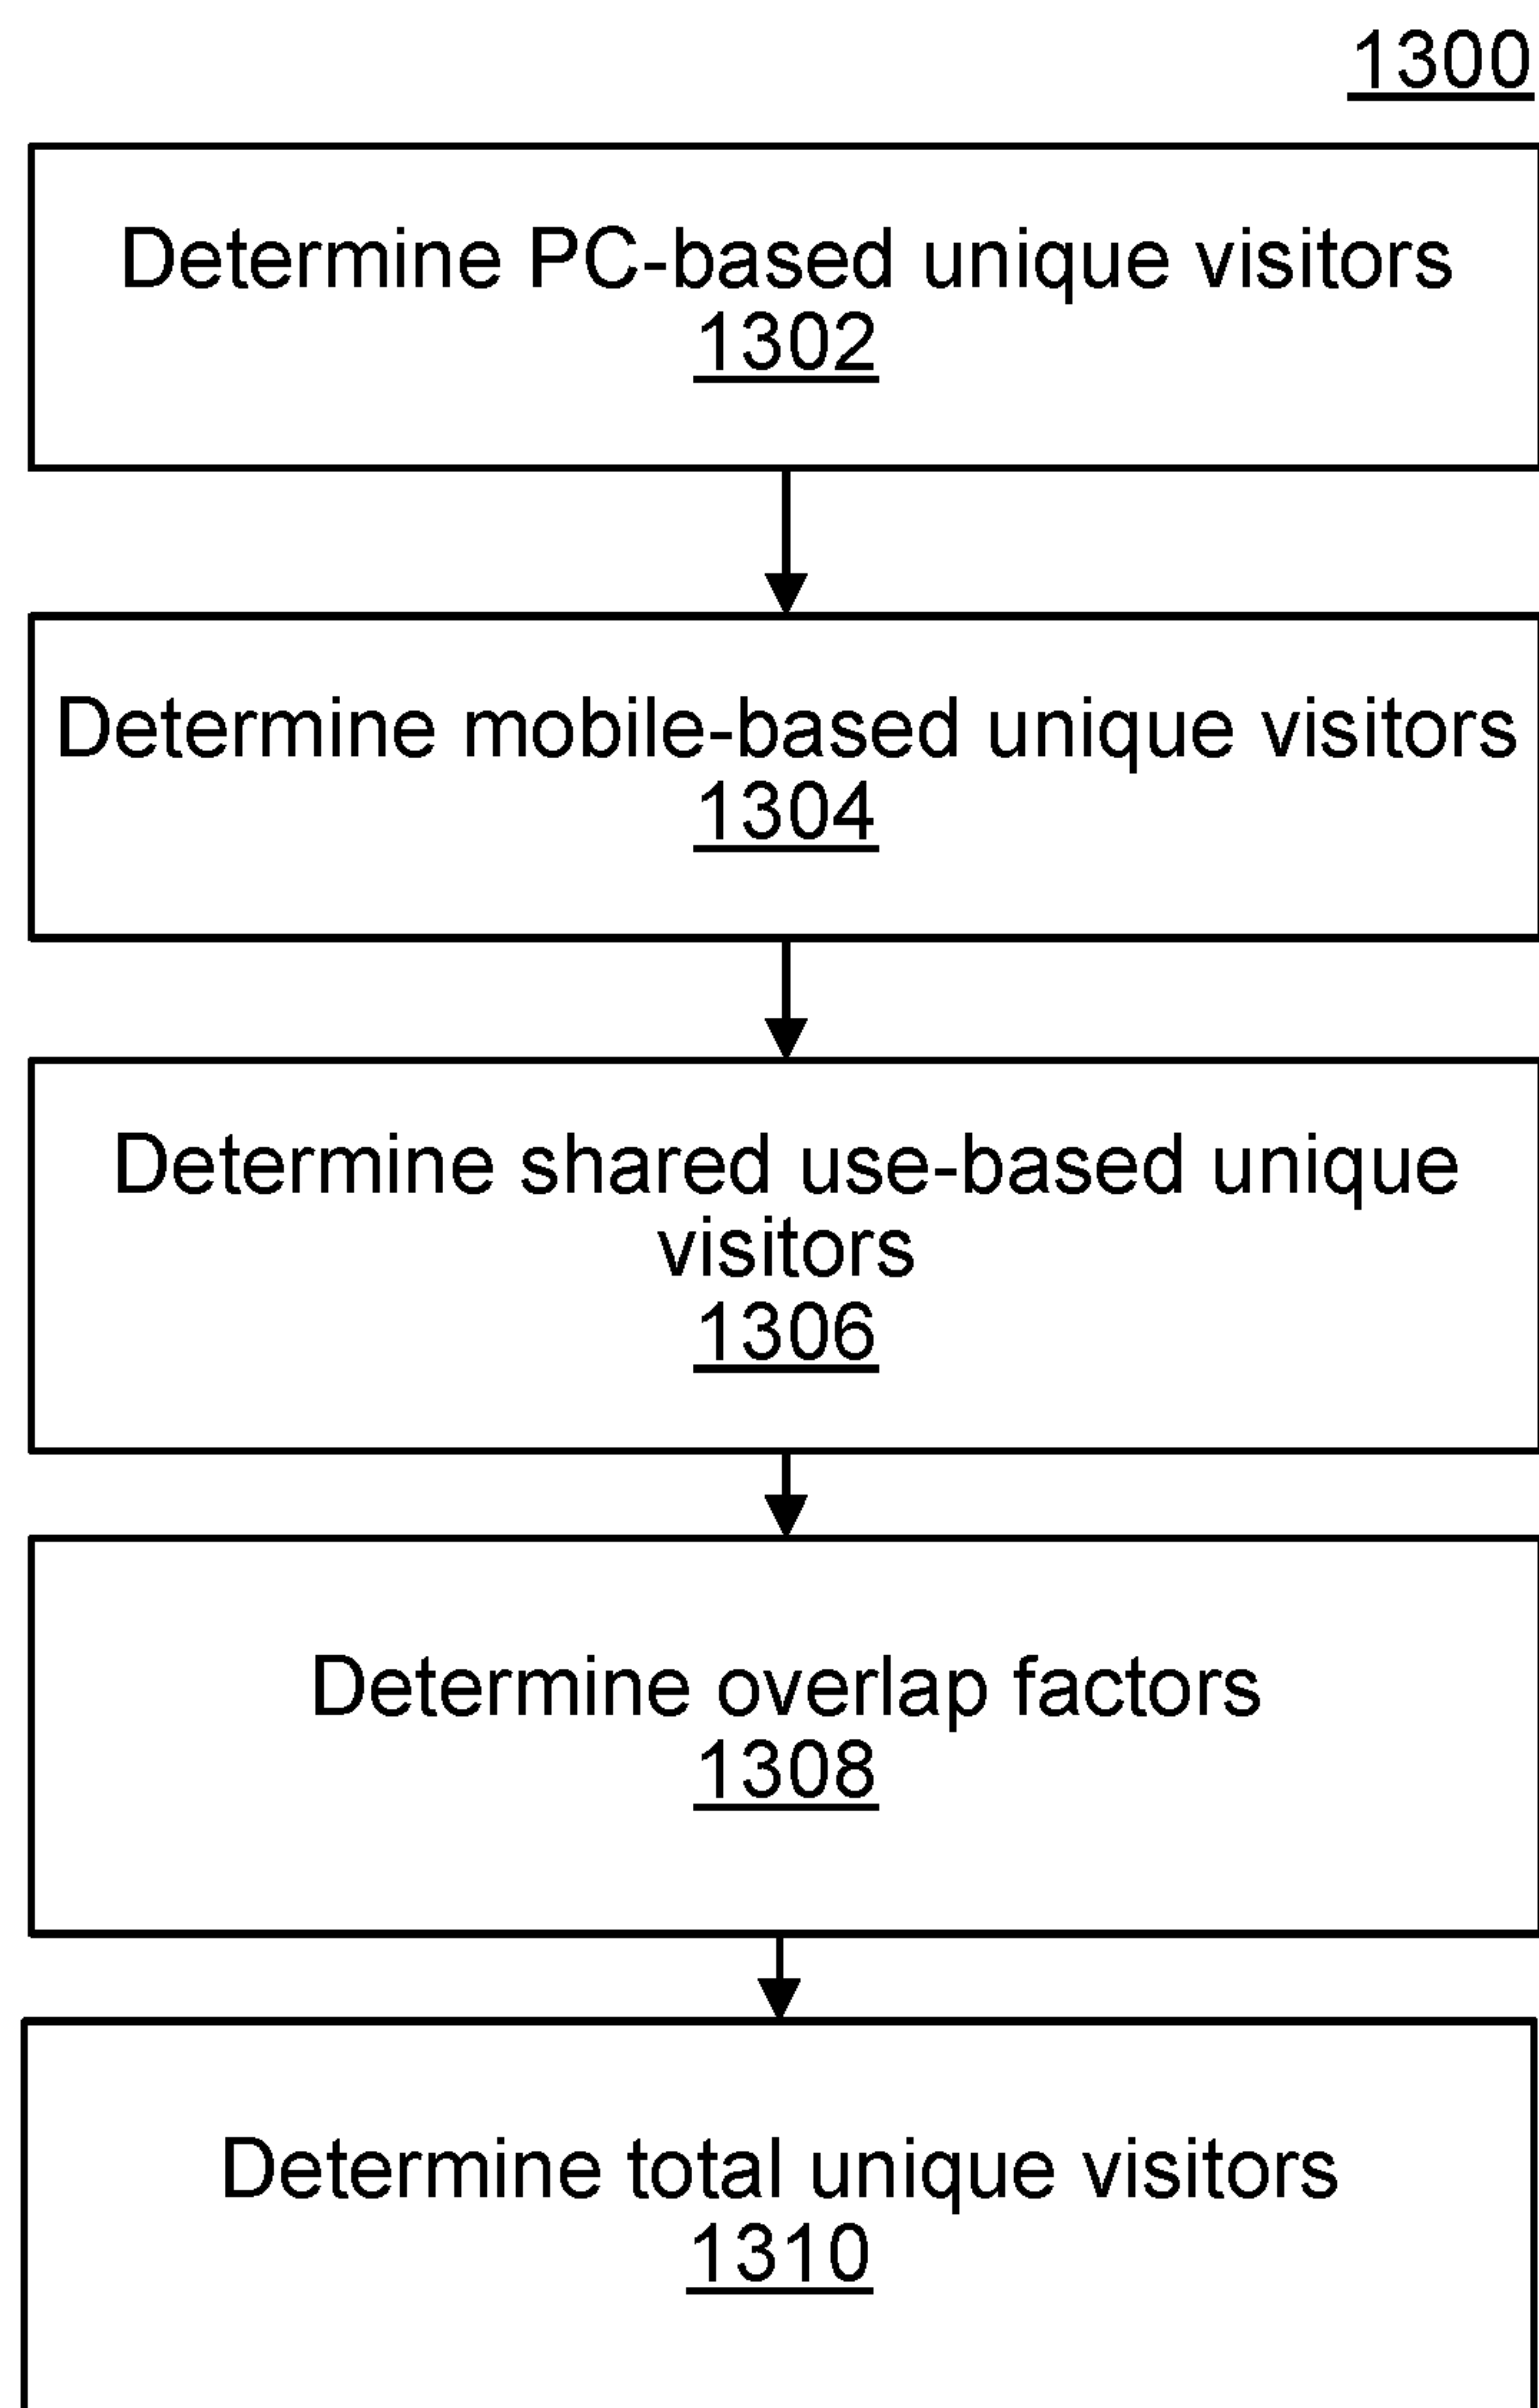 1300
Determine PC-based unique visitors
1302
Determine mobile-based unique visitors
1304
Determine shared use-based unique
visitors
1306
Determine overlap factors
1308
Determine total unique visitors
1310